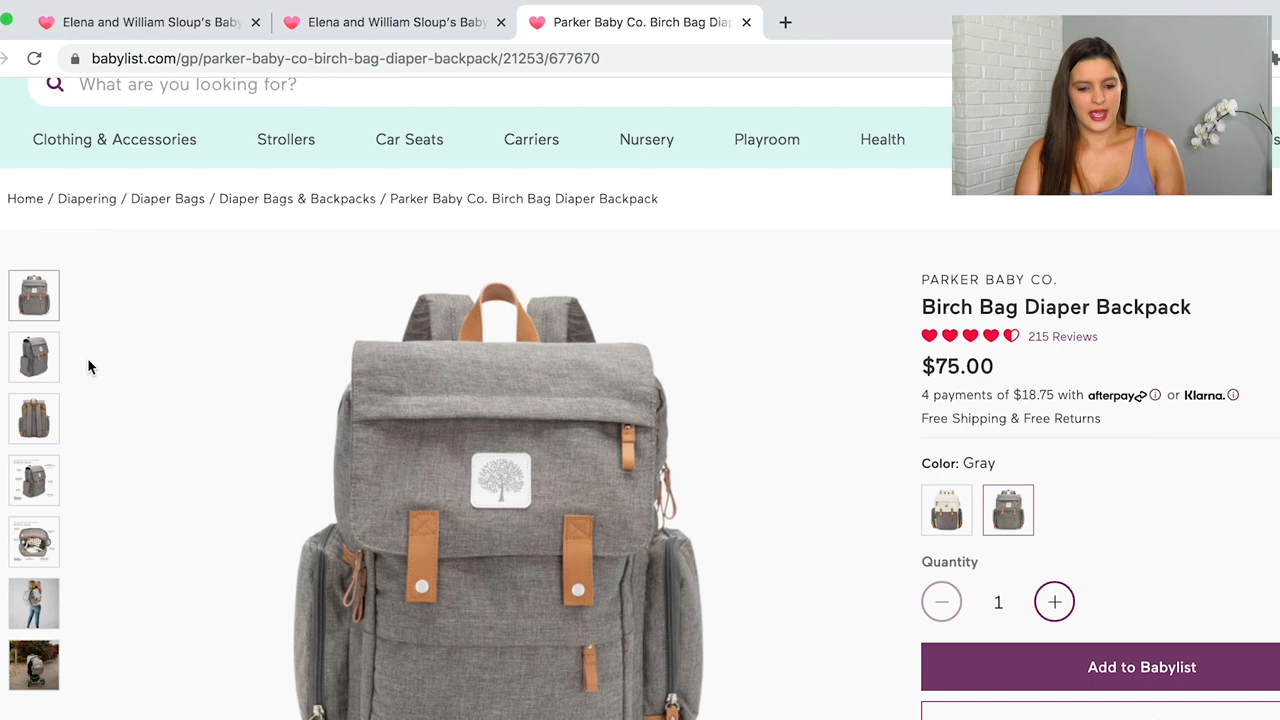 Elena and William Sloup's Baby
Elena and William Sloup's Baby
Parker Baby Co. Birch Bag Diap
babylist.com/gp/parker-baby-co-birch-bag-diaper-backpack/21253/677670
What are you looking for?
Clothing & Accessories
Strollers
Car Seats
Carriers
Nursery
Playroom
Health
Home / Diapering / Diaper Bags / Diaper Bags & Backpacks / Parker Baby Co. Birch Bag Diaper Backpack
PARKER BABY CO.
Birch Bag Diaper Backpack
215 Reviews
$75.00
4 payments of $18.75 with afterpay or Klarna.
Free Shipping & Free Returns
Color: Gray
Quantity
1
Add to Babylist